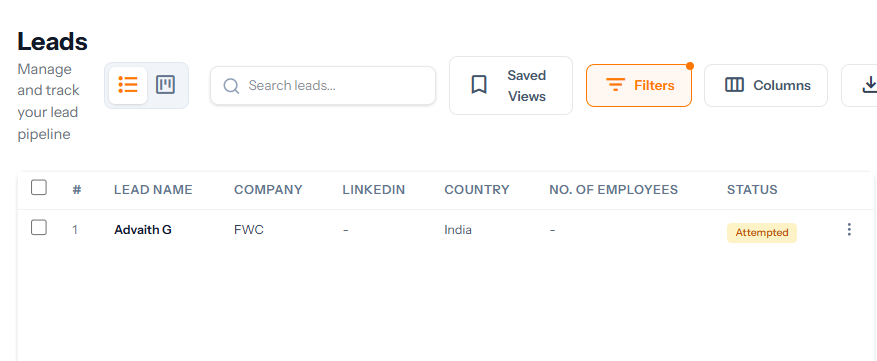 Leads
Manage
and track
your lead
pipeline
Search leads...
Saved
Views
Filters
Columns
# LEAD NAME COMPANY LINKEDIN COUNTRY NO. OF EMPLOYEES STATUS
1 Advaith G FWC - India - Attempted